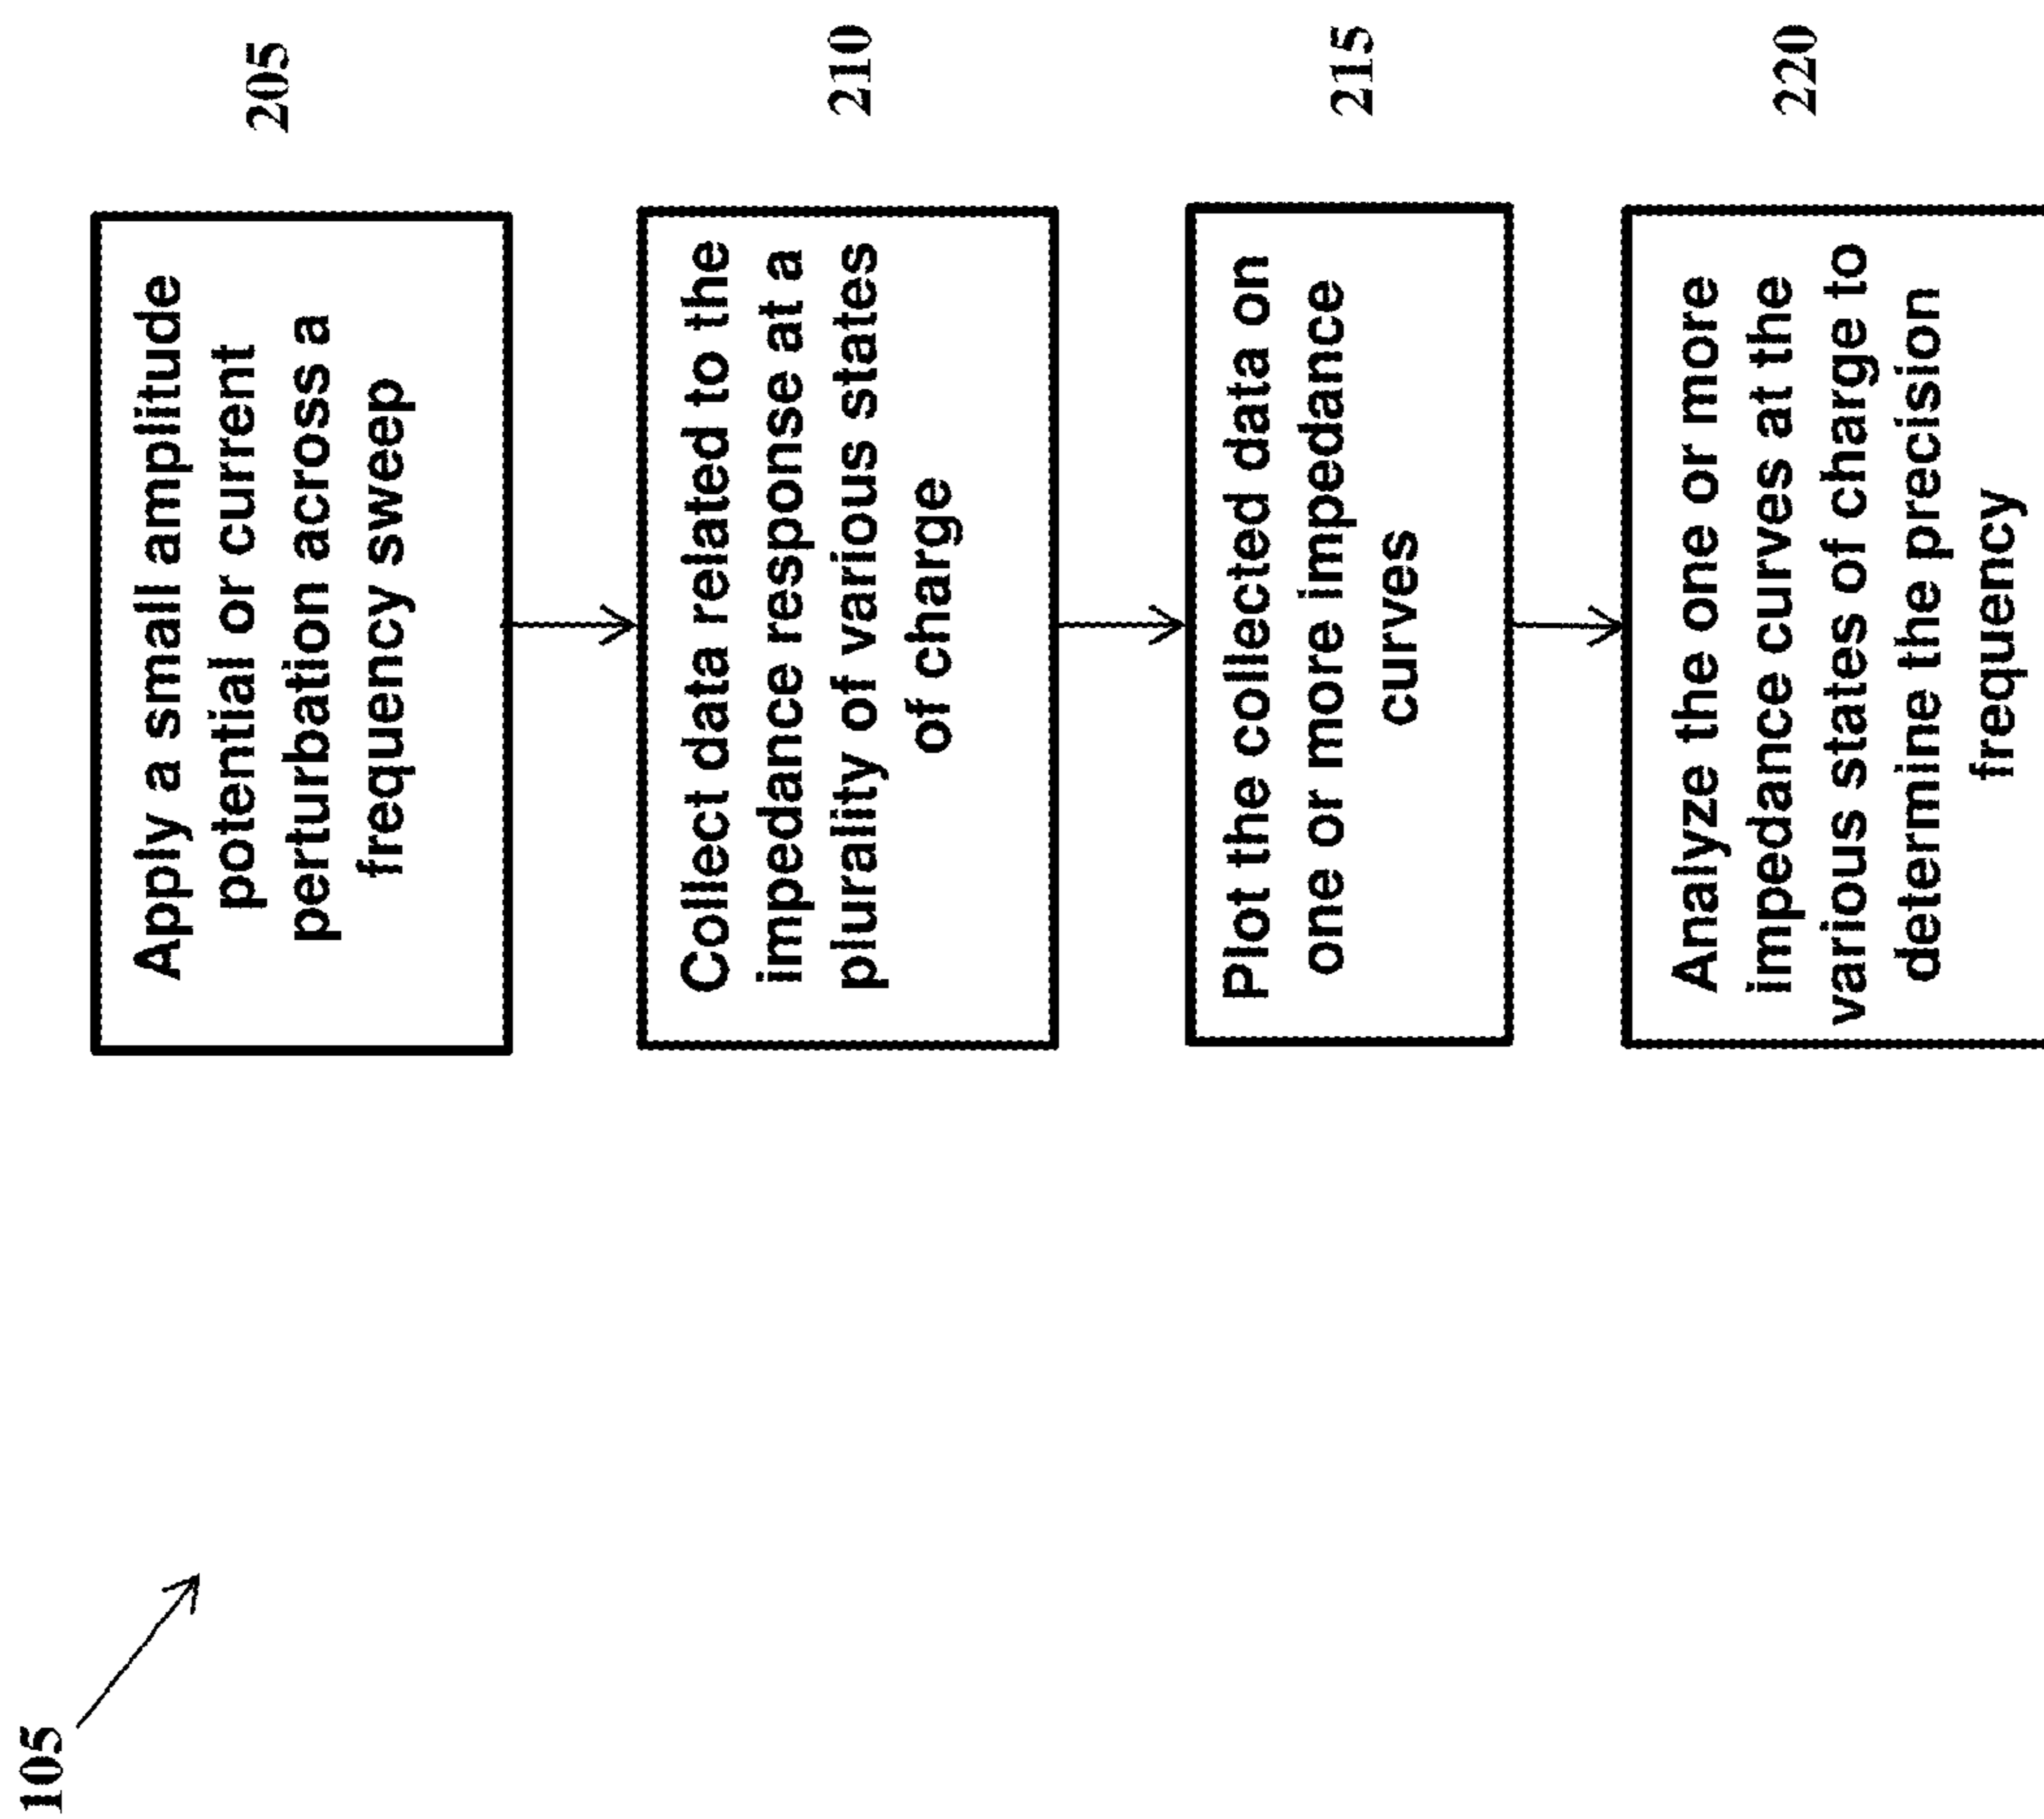 105
Apply a small amplitude
potential or current
perturbation across a
frequency sweep
205
Collect data related to the
impedance response at a
plurality of various states
of charge
210
Plot the collected data on
one or more impedance
curves
215
Analyze the one or more
impedance curves at the
various states of charge to
determine the precision
frequency
220